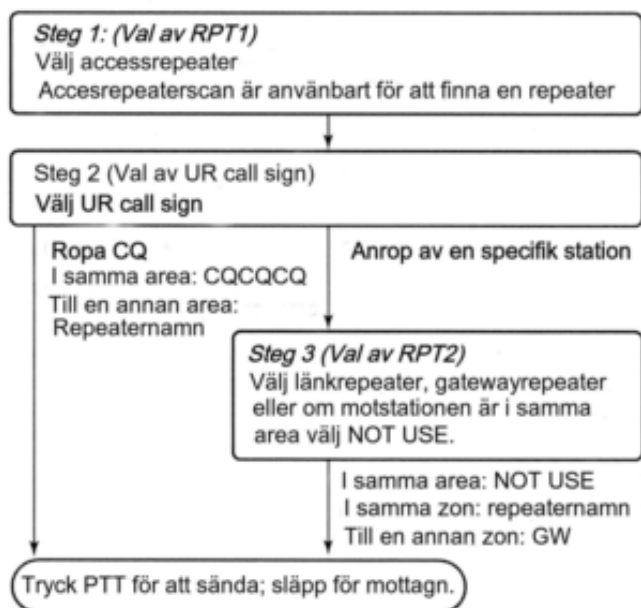 Steg 1: (Val av RPT1)
Välj accessrepeater
Accesrepeaterscan är använbart för att finna en repeater
Steg 2 (Val av UR call sign)
Välj UR call sign
Ropa CQ
I samma area: CQCQCQ
Till en annan area:
Repeaternamn
Anrop av en specifik station
Steg 3 (Val av RPT2)
Välj länkrepeater, gatewayrepeater
eller om motstationen är i samma
area välj NOT USE.
I samma area: NOT USE
I samma zon: repeaternamn
Till en annan zon: GW
Tryck PTT för att sända; släpp för mottagn.